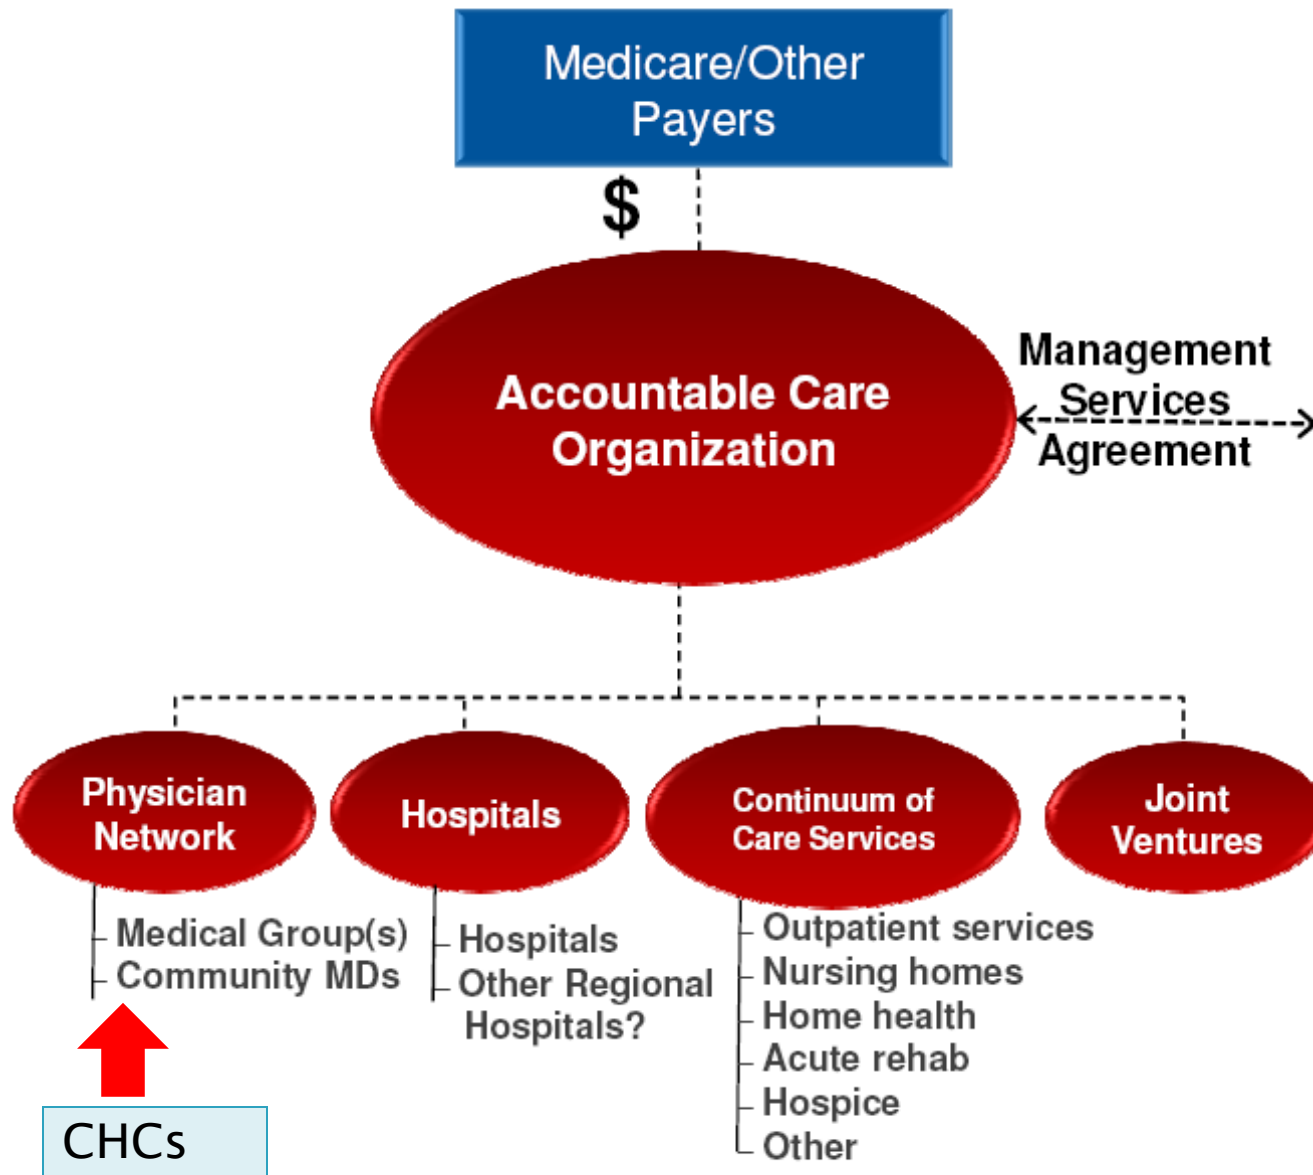 Medicare/Other
Payers
$
Accountable Care
Organization
Management
Services
Agreement
Physician
Network
Hospitals
Continuum of
Care Services
Joint
Ventures
Medical Group(s)
Community MDs
Hospitals
Other Regional
Hospitals?
Outpatient services
Nursing homes
Home health
Acute rehab
Hospice
Other
CHCs